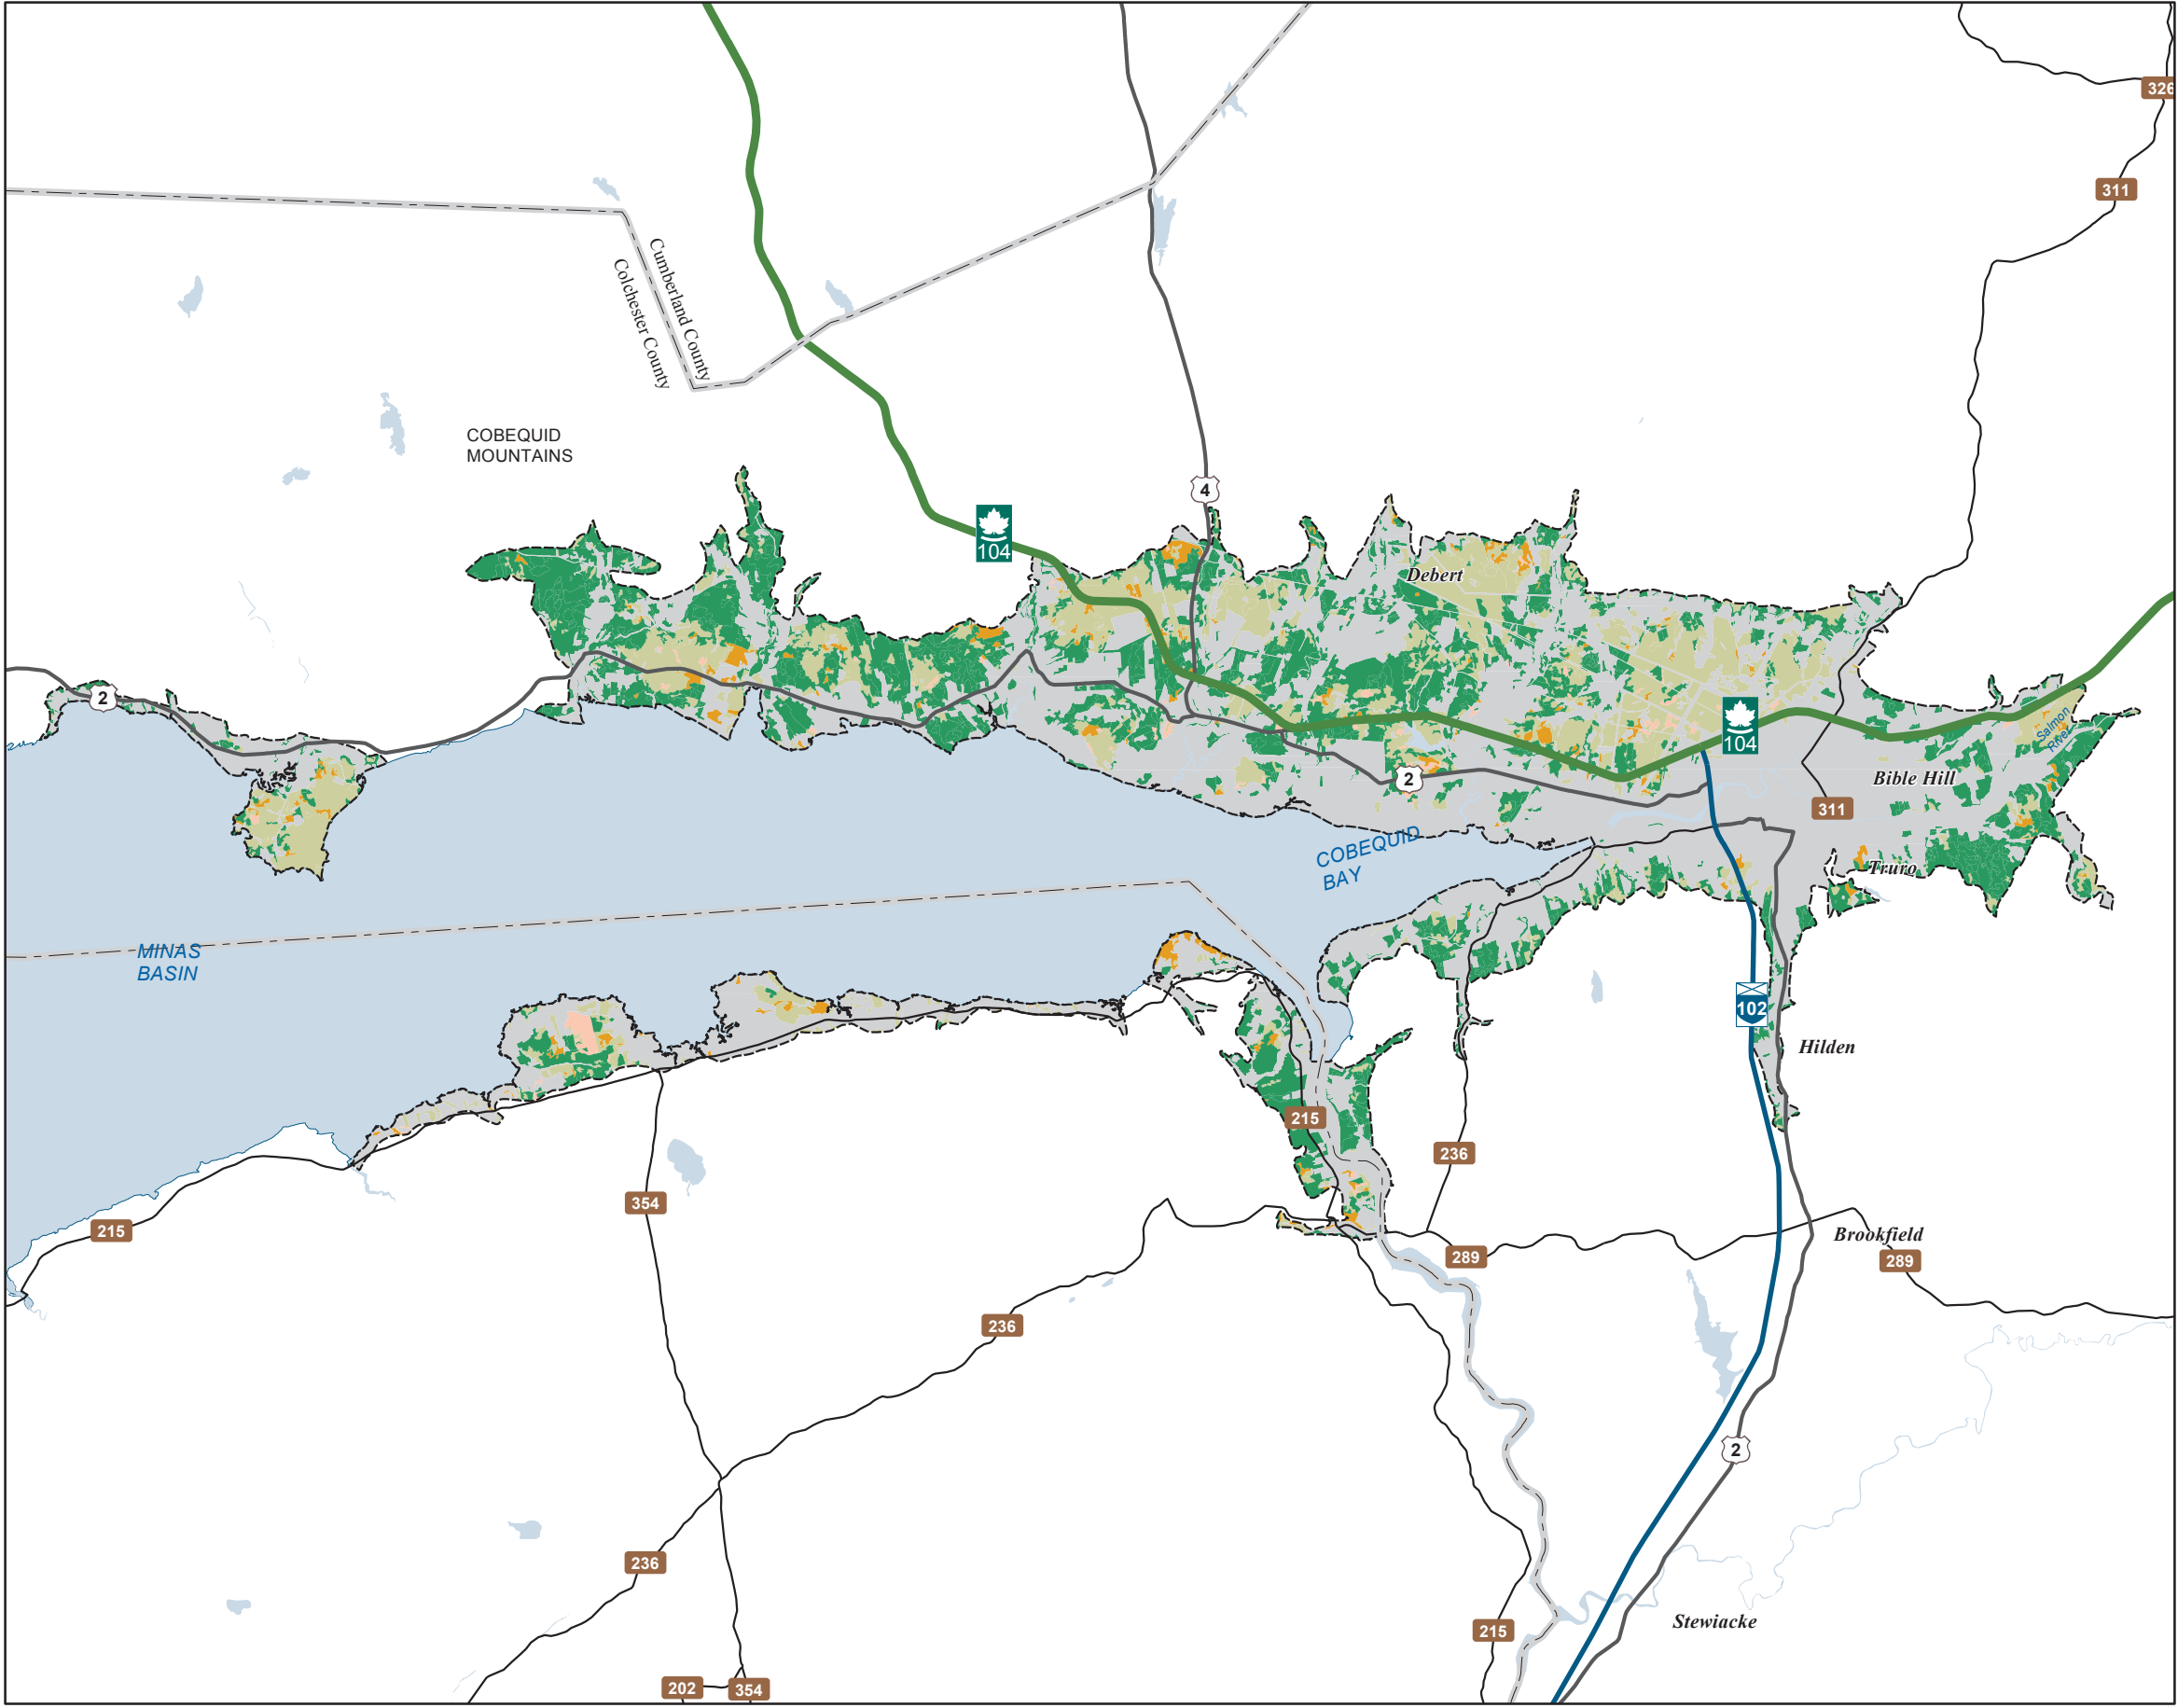 326
311
Cumberland County
Colchester County
COBEQUID
MOUNTAINS
4
104
Debert
2
104
Salmon
River
2
Bible Hill
311
COBEQUID
BAY
Truro
MINAS
BASIN
102
Hilden
215
236
354
215
Brookfield
289
289
236
2
236
Stewiacke
215
202
354